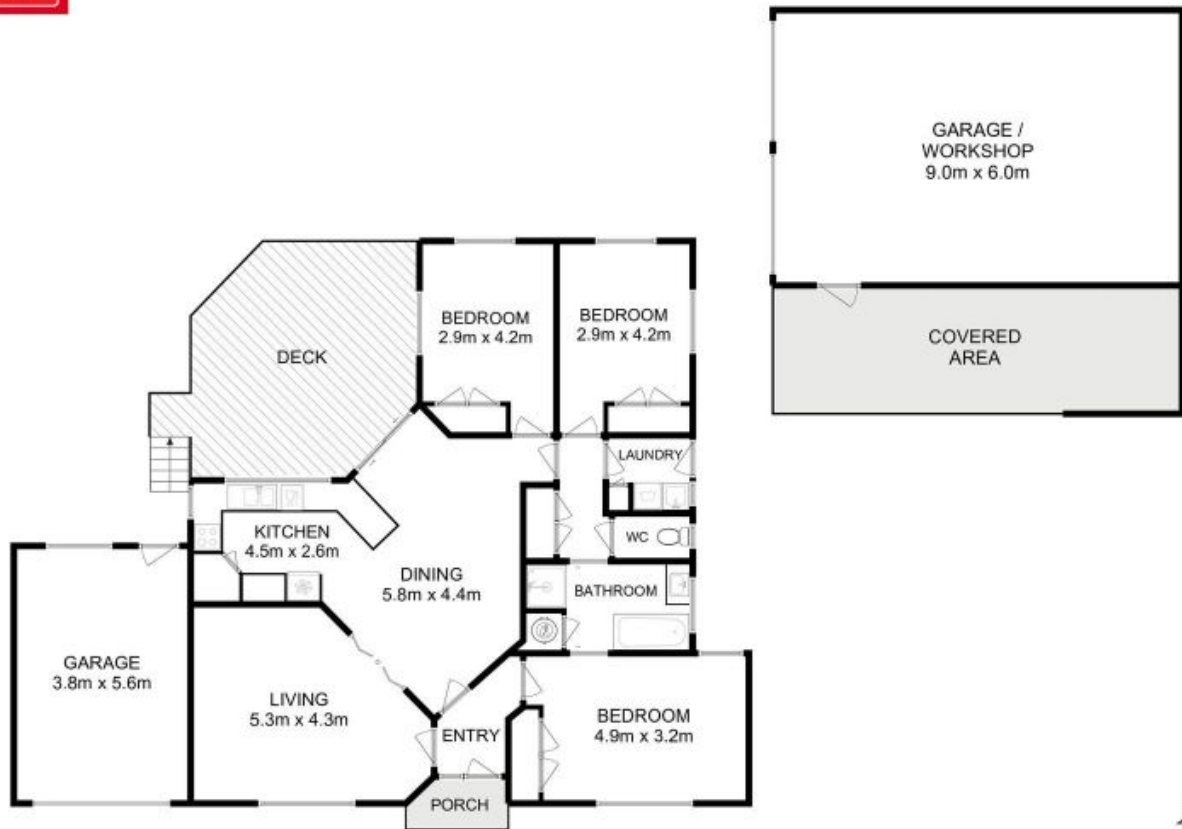 GARAGE /
WORKSHOP
9.0m x 6.0m
COVERED
AREA
BEDROOM
2.9m x 4.2m
BEDROOM
2.9m x 4.2m
DECK
LAUNDRY
KITCHEN
4.5m x 2.6m
WC
DINING
5.8m x 4.4m
BATHROOM
GARAGE
3.8m x 5.6m
LIVING
5.3m x 4.3m
ENTRY
BEDROOM
4.9m x 3.2m
PORCH